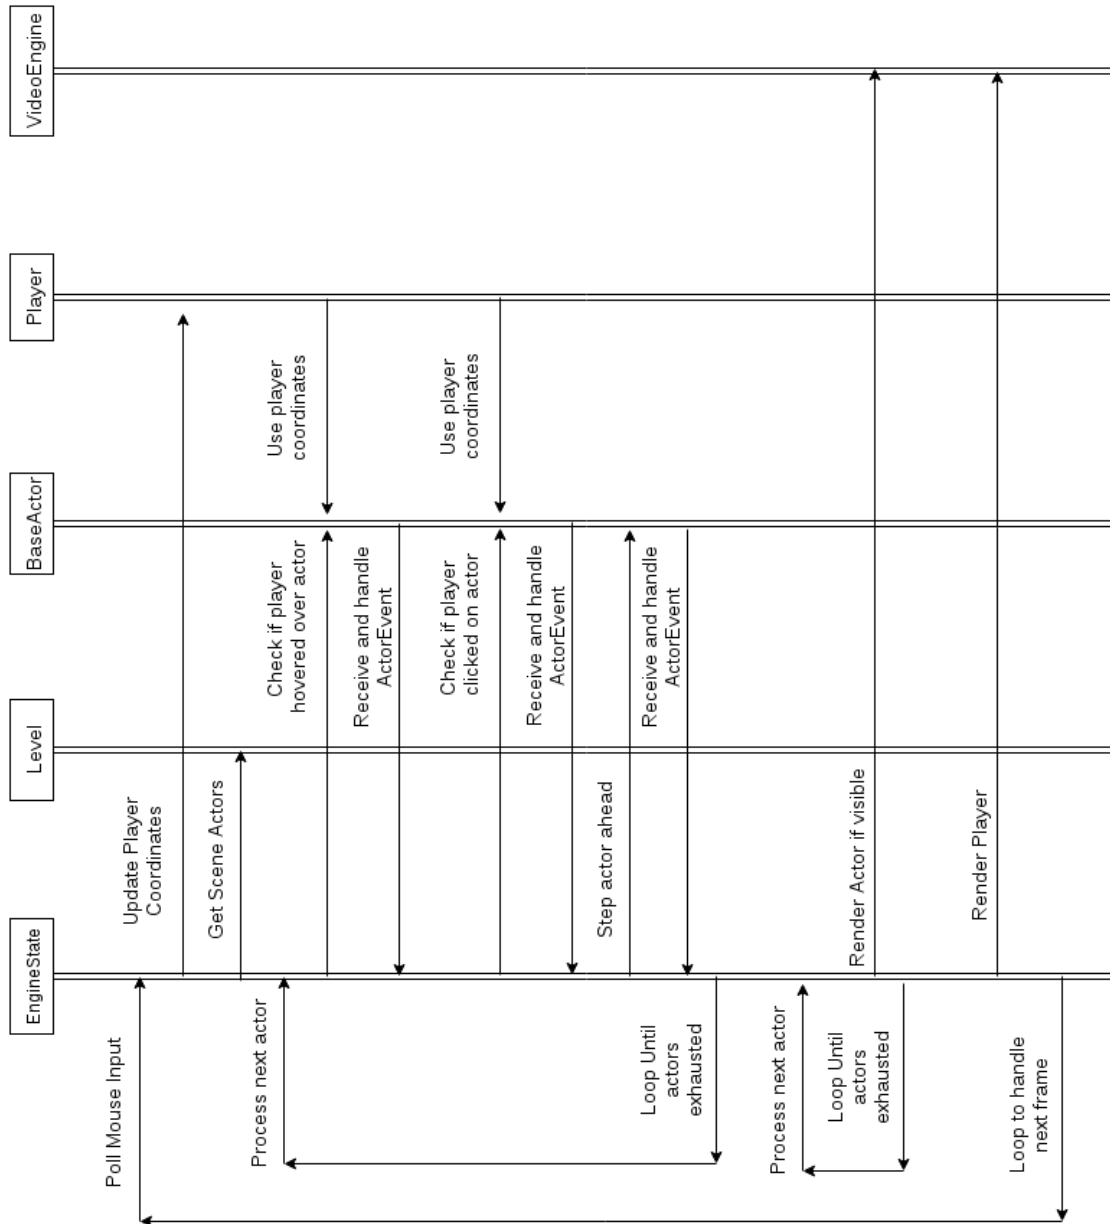 EngineState
Level
BaseActor
Player
VideoEngine
Poll Mouse Input
Update Player
Coordinates
Get Scene Actors
Process next actor
Check if player
hovered over actor
Use player
coordinates
Receive and handle
ActorEvent
Check if player
clicked on actor
Use player
coordinates
Receive and handle
ActorEvent
Step actor ahead
Receive and handle
ActorEvent
Loop Until
actors
exhausted
Process next actor
Render Actor if visible
Loop Until
actors
exhausted
Render Player
Loop to handle
next frame